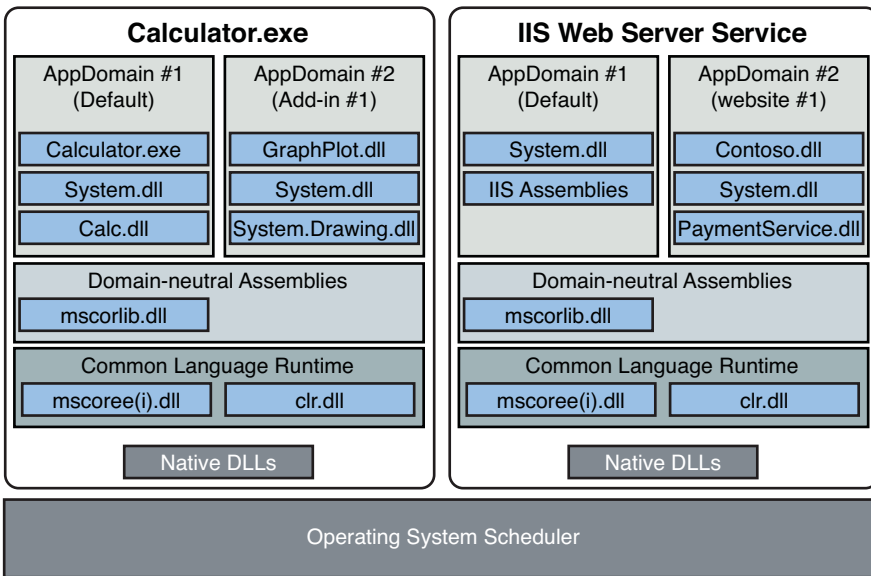 Calculator.exe
AppDomain #1
(Default)
Calculator.exe
System.dll
Calc.dll
AppDomain #2
(Add-in #1)
GraphPlot.dll
System.dll
System.Drawing.dll
Domain-neutral Assemblies
mscorlib.dll
Common Language Runtime
mscoree(i).dll
clr.dll
Native DLLs
IIS Web Server Service
AppDomain #1
(Default)
System.dll
IIS Assemblies
AppDomain #2
(website #1)
Contoso.dll
System.dll
PaymentService.dll
Domain-neutral Assemblies
mscorlib.dll
Common Language Runtime
mscoree(i).dll
clr.dll
Native DLLs
Operating System Scheduler